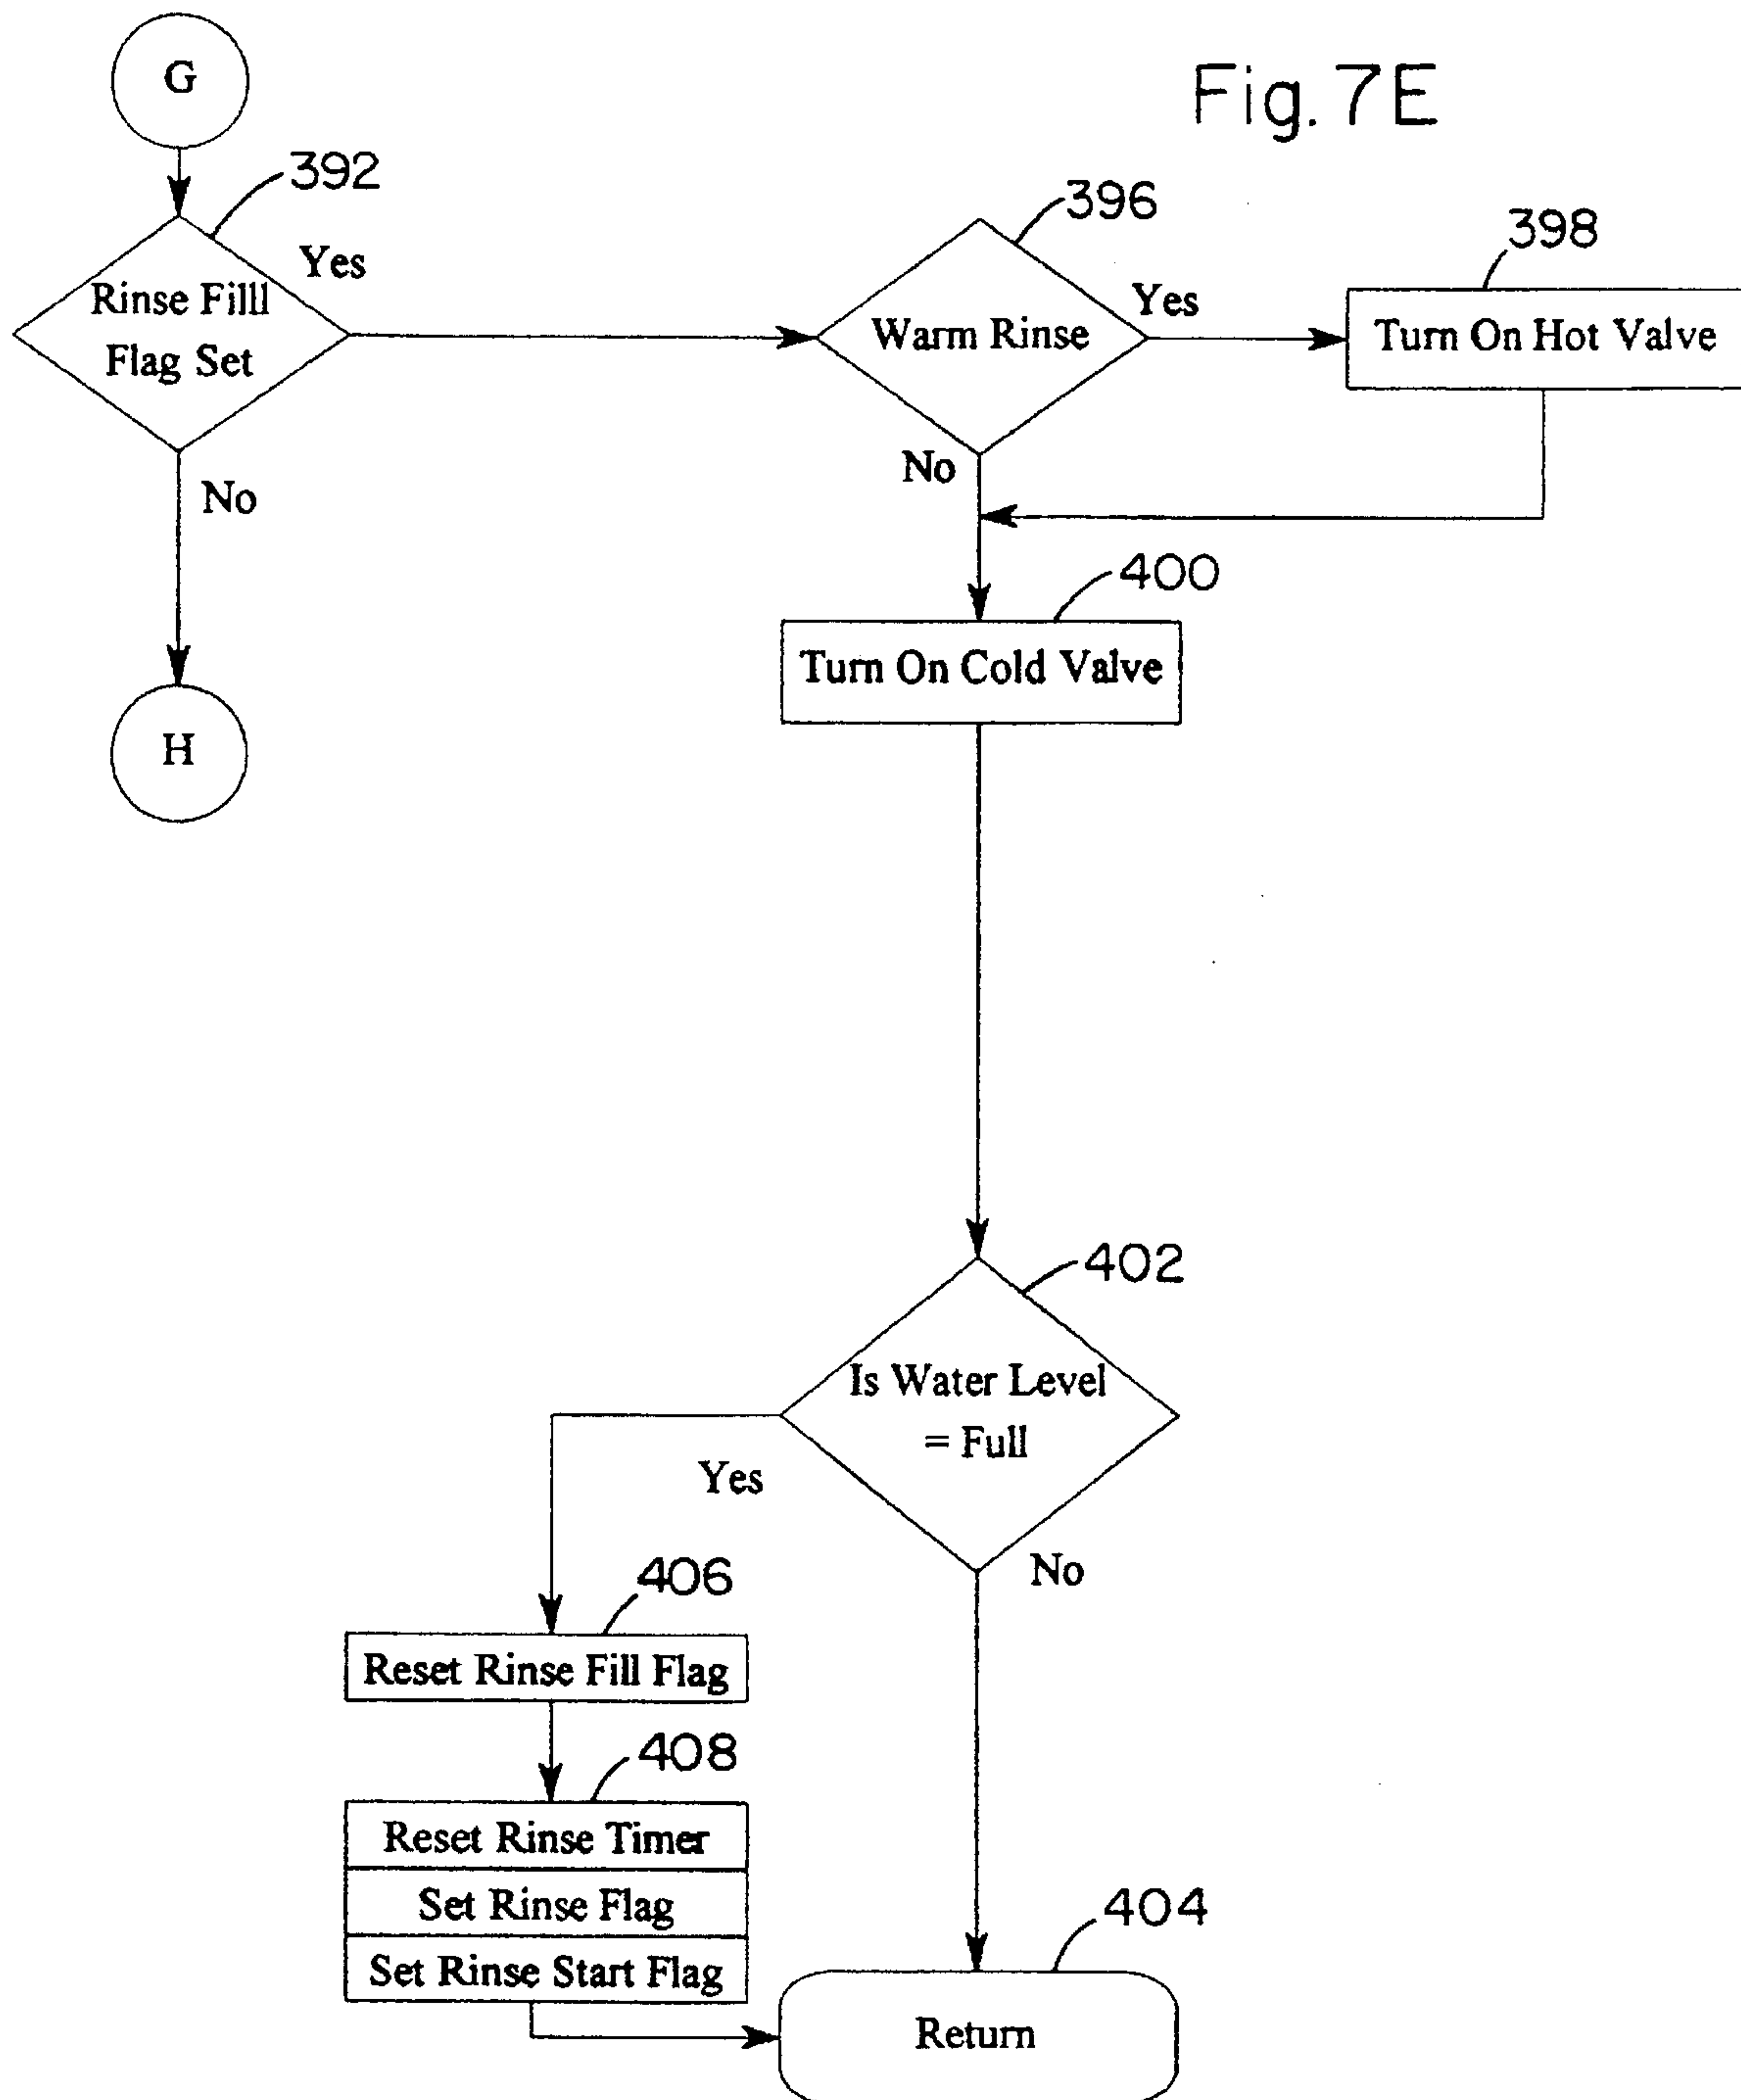 Fig. 7E
G
392
Rinse Filll
Flag Set
Yes
No
H
396
Warm Rinse
Yes
No
398
Turn On Hot Valve
400
Turn On Cold Valve
402
Is Water Level
= Full
Yes
No
406
Reset Rinse Fill Flag
408
Reset Rinse Timer
Set Rinse Flag
Set Rinse Start Flag
404
Return